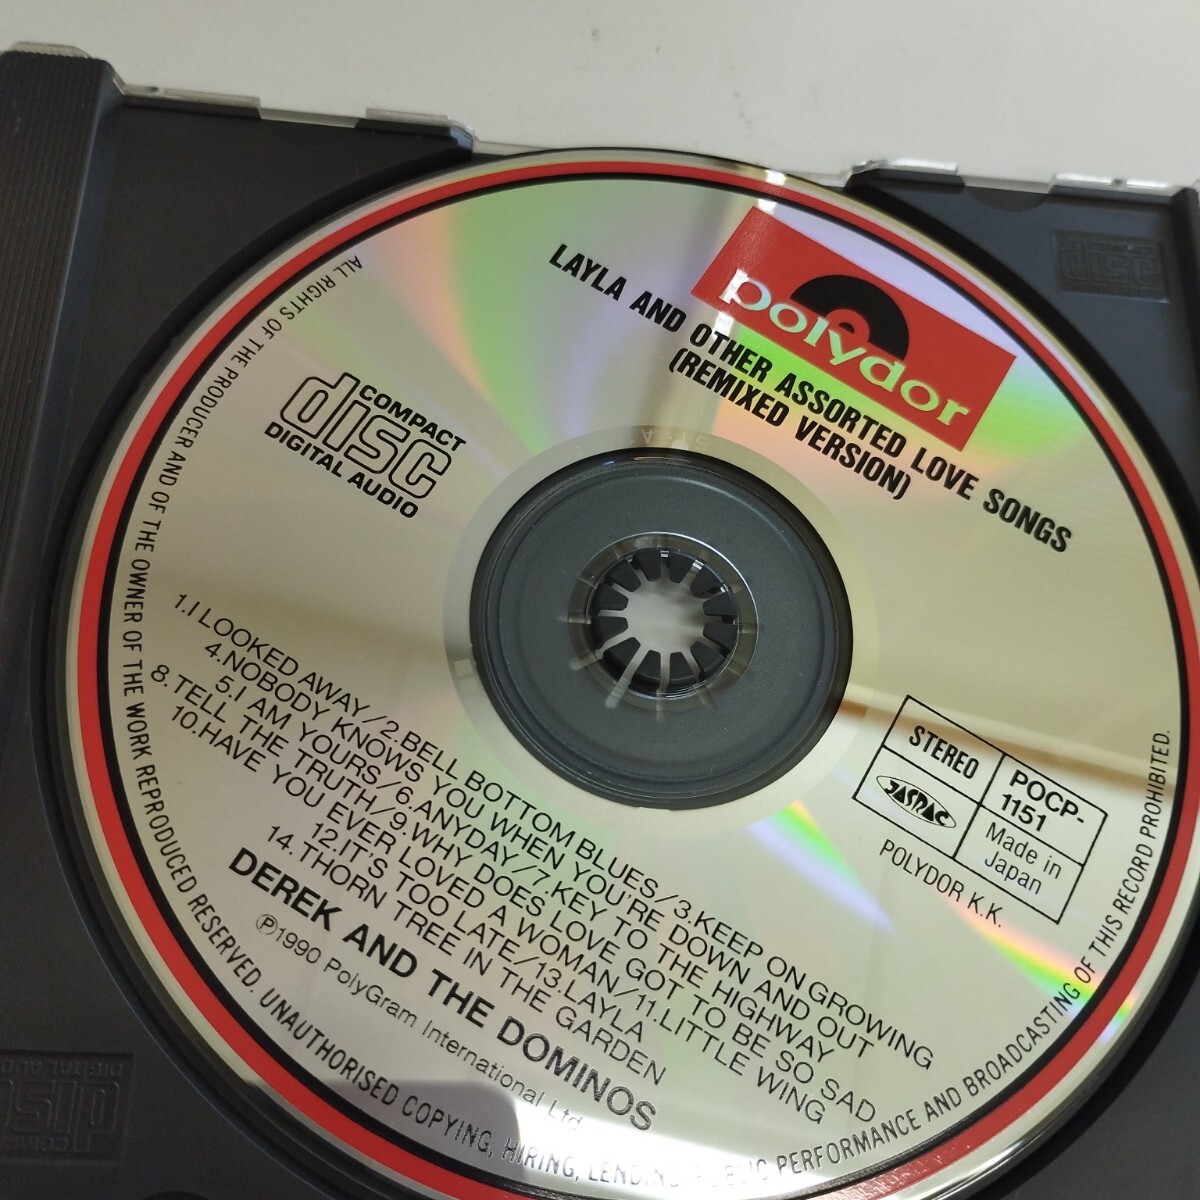 polydor
LAYLA AND OTHER ASSORTED LOVE SONGS
(REMIXED VERSION)
COMPACT
disc
DIGITAL AUDIO
STEREO
JASRAC
POCP-
1151
Made in
Japan
POLYDOR K.K.
1.I LOOKED AWAY/2.BELL BOTTOM BLUES/3.KEEP ON GROWING
4.NOBODY KNOWS YOU WHEN YOU'RE DOWN AND OUT
5.I AM YOURS/6.ANYDAY/7.KEY TO THE HIGHWAY
8.TELL THE TRUTH/9.WHY DOES LOVE GOT TO BE SO SAD
10.HAVE YOU EVER LOVED A WOMAN/11.LITTLE WING
12.IT'S TOO LATE/13.LAYLA
14.THORN TREE IN THE GARDEN
DEREK AND THE DOMINOS
℗1990 PolyGram International Ltd.
ALL RIGHTS OF THE PRODUCER AND OF THE OWNER OF THE WORK REPRODUCED RESERVED. UNAUTHORISED COPYING, HIRING, LENDING, PUBLIC PERFORMANCE AND BROADCASTING OF THIS RECORD PROHIBITED.
disc
COMPACT
disc
DIGITAL AUDIO